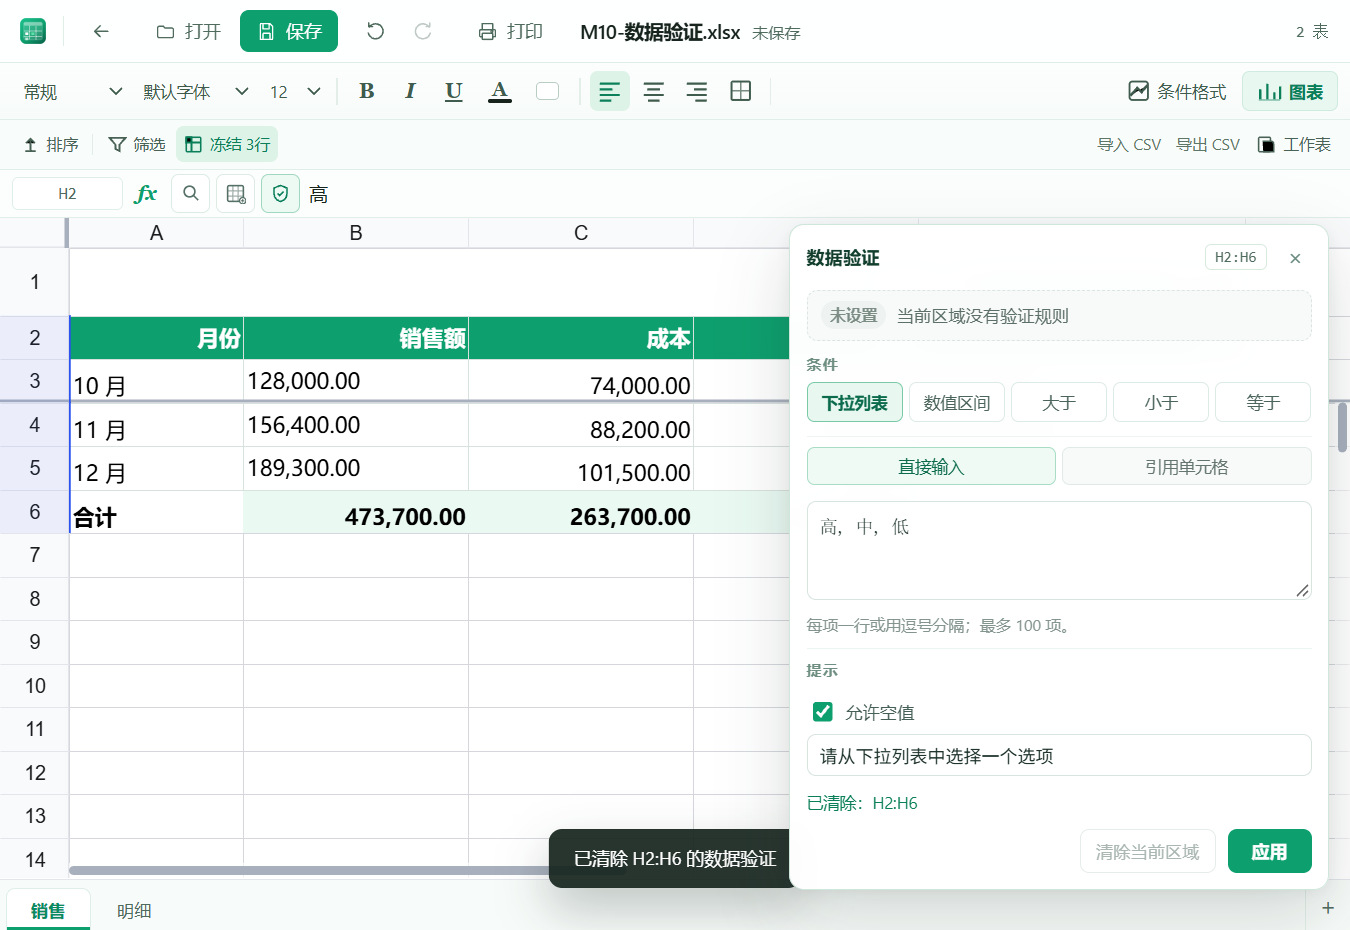 打开 保存 打印 M10-数据验证.xlsx 未保存 2 表
常规 默认字体 12 B I U A 条件格式 图表
排序 筛选 冻结 3行 导入 CSV 导出 CSV 工作表
H2 fx 高
A B C
1
2 月份 销售额 成本
3 10 月 128,000.00 74,000.00
4 11 月 156,400.00 88,200.00
5 12 月 189,300.00 101,500.00
6 合计 473,700.00 263,700.00
7
8
9
10
11
12
13
14
数据验证 H2:H6 ×
未设置 当前区域没有验证规则
条件
下拉列表 数值区间 大于 小于 等于
直接输入 引用单元格
高，中，低
每项一行或用逗号分隔；最多 100 项。
提示
允许空值
请从下拉列表中选择一个选项
已清除：H2:H6
清除当前区域 应用
已清除 H2:H6 的数据验证
销售 明细 +